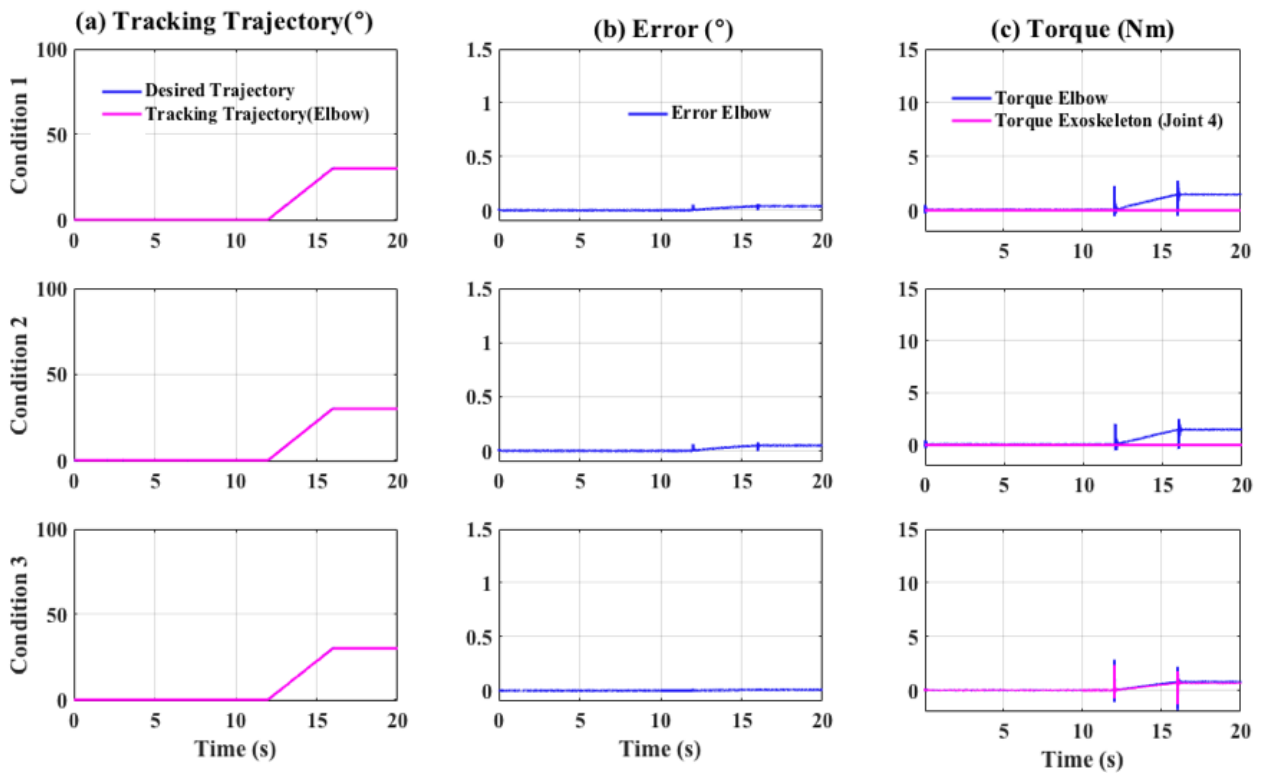 (a) Tracking Trajectory(°)
(b) Error (°)
(c) Torque (Nm)
Condition 1
100
50
0
Desired Trajectory
Tracking Trajectory(Elbow)
0 5 10 15 20
1.5
1
0.5
0
Error Elbow
0 5 10 15 20
15
10
5
0
Torque Elbow
Torque Exoskeleton (Joint 4)
0 5 10 15 20
Condition 2
100
50
0
0 5 10 15 20
1.5
1
0.5
0
0 5 10 15 20
15
10
5
0
0 5 10 15 20
Condition 3
100
50
0
0 5 10 15 20
Time (s)
1.5
1
0.5
0
0 5 10 15 20
Time (s)
15
10
5
0
0 5 10 15 20
Time (s)